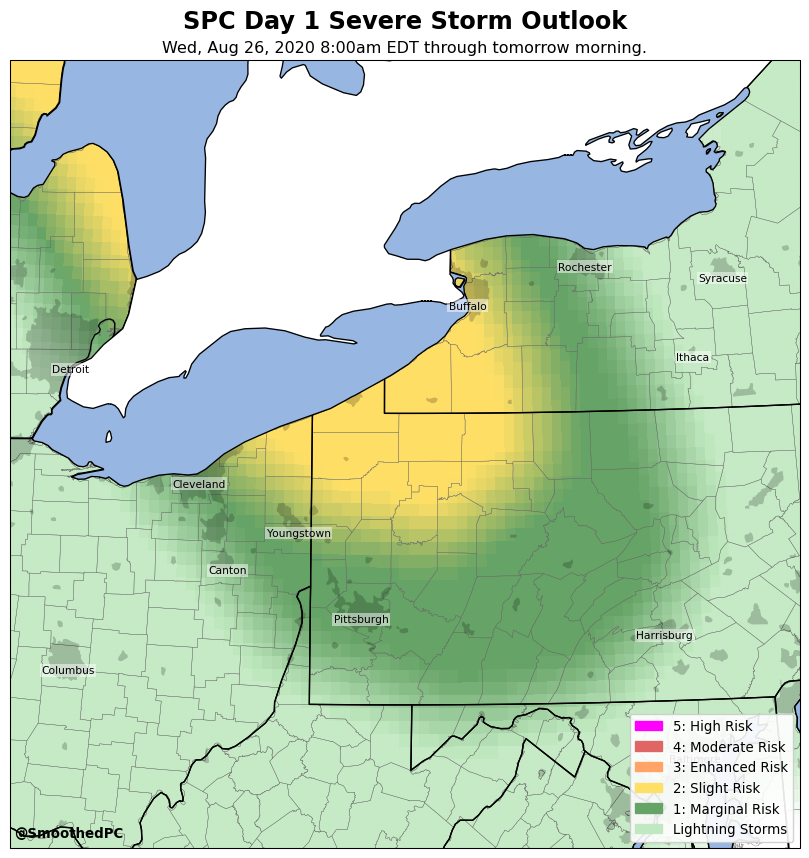 SPC Day 1 Severe Storm Outlook
Wed, Aug 26, 2020 8:00am EDT through tomorrow morning.
Rochester
Syracuse
Buffalo
Ithaca
Detroit
Cleveland
Youngstown
Canton
Pittsburgh
Harrisburg
Columbus
5: High Risk
4: Moderate Risk
3: Enhanced Risk
2: Slight Risk
1: Marginal Risk
Lightning Storms
@SmoothedPC